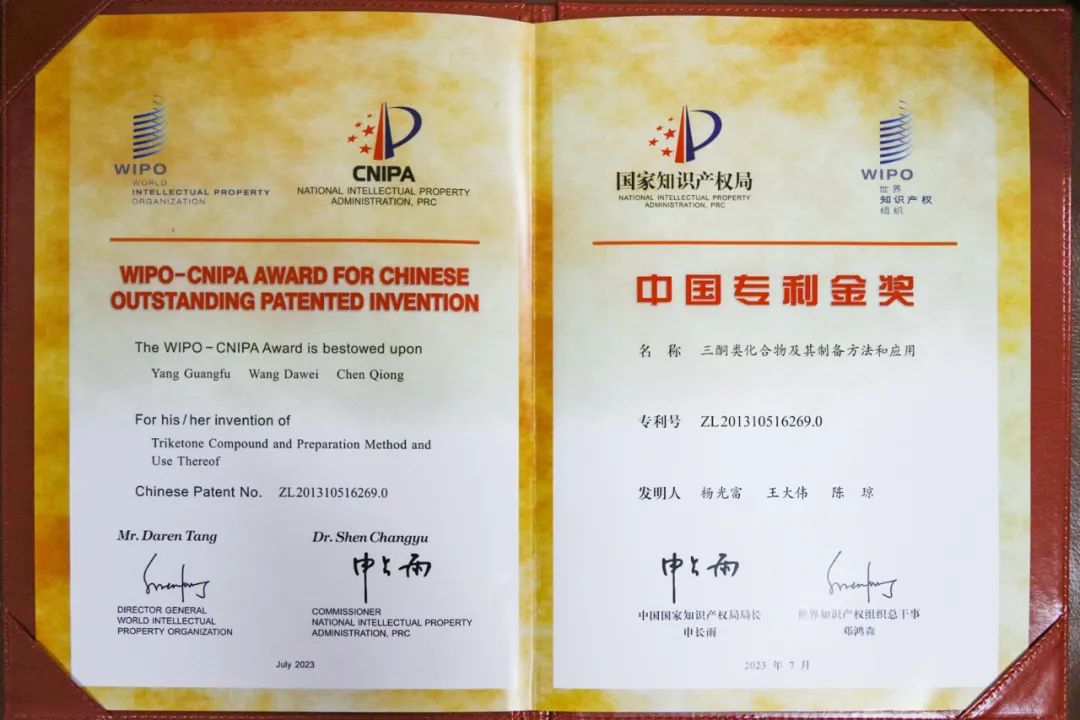 WIPO
WORLD
INTELLECTUAL PROPERTY
ORGANIZATION
CNIPA
NATIONAL INTELLECTUAL PROPERTY
ADMINISTRATION, PRC
WIPO-CNIPA AWARD FOR CHINESE
OUTSTANDING PATENTED INVENTION
The WIPO-CNIPA Award is bestowed upon
Yang Guangfu Wang Dawei Chen Qiong
For his/her invention of
Triketone Compound and Preparation Method and
Use Thereof
Chinese Patent No. ZL201310516269.0
Mr. Daren Tang
DIRECTOR GENERAL
WORLD INTELLECTUAL
PROPERTY ORGANIZATION
Dr. Shen Changyu
申长雨
COMMISSIONER
NATIONAL INTELLECTUAL PROPERTY
ADMINISTRATION, PRC
July 2023
国家知识产权局
NATIONAL INTELLECTUAL PROPERTY
ADMINISTRATION, PRC
WIPO
世界
知识产权
组织
中国专利金奖
名 称 三酮类化合物及其制备方法和应用
专利号 ZL201310516269.0
发明人 杨光富 王大伟 陈 琼
申长雨
中国国家知识产权局局长
申长雨
世界知识产权组织总干事
邓鸿森
2023 年 7 月